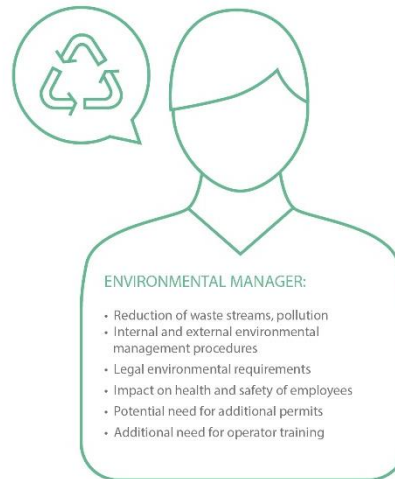 ENVIRONMENTAL MANAGER:
• Reduction of waste streams, pollution
• Internal and external environmental
management procedures
• Legal environmental requirements
• Impact on health and safety of employees
• Potential need for additional permits
• Additional need for operator training